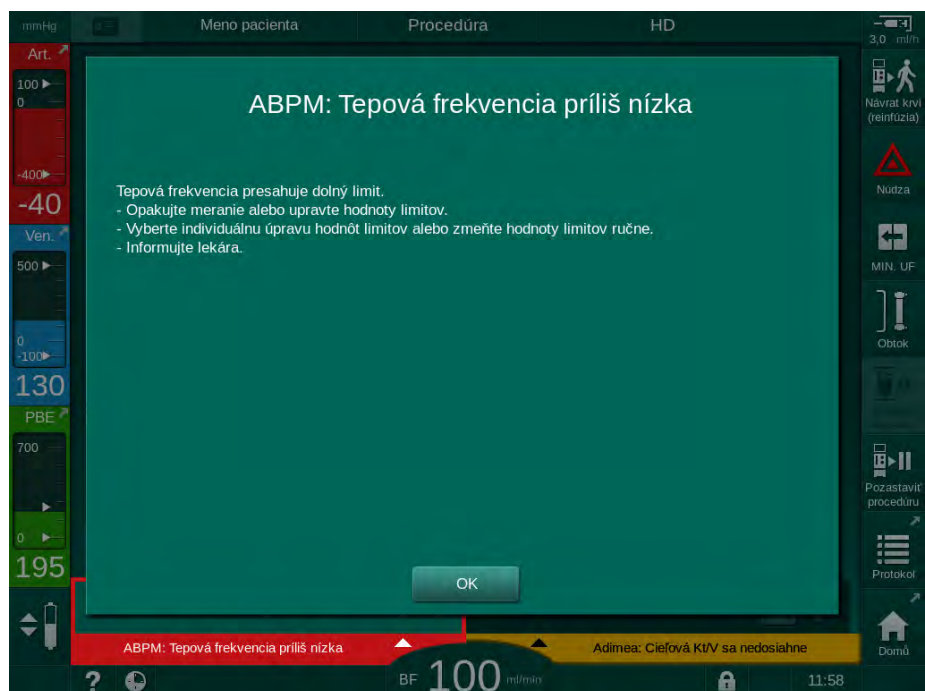 mmHg
Meno pacienta
Procedúra
HD
3,0 ml/h
Art.
100
0
-400
-40
Ven.
500
0
-100
130
PBE
700
0
195
ABPM: Tepová frekvencia príliš nízka
Tepová frekvencia presahuje dolný limit.
- Opakujte meranie alebo upravte hodnoty limitov.
- Vyberte individuálnu úpravu hodnôt limitov alebo zmeňte hodnoty limitov ručne.
- Informujte lekára.
OK
Návrat krvi
(reinfúzia)
Núdza
MIN. UF
Obtok
Pozastaviť
procedúru
Protokol
Domů
ABPM: Tepová frekvencia príliš nízka
Adimea: Cieľová Kt/V sa nedosiahne
?
BF 100 ml/min
11:58